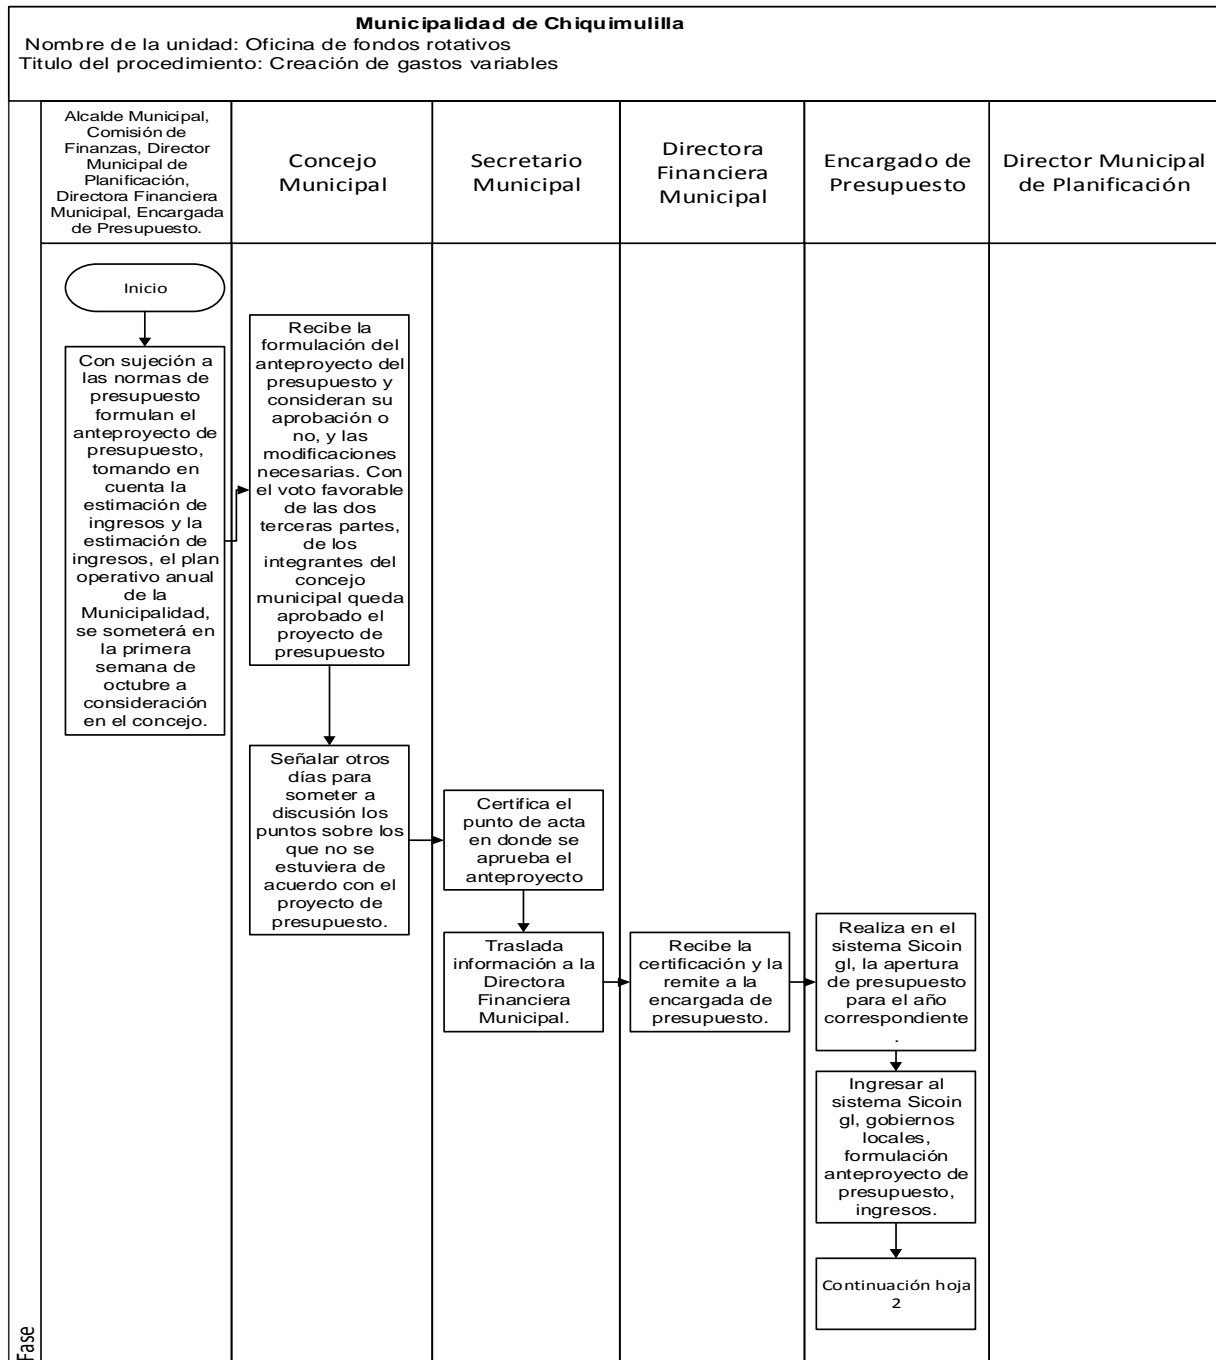 Municipalidad de Chiquimulilla
Nombre de la unidad: Oficina de fondos rotativos
Titulo del procedimiento: Creación de gastos variables
Alcalde Municipal,
Comisión de
Finanzas, Director
Municipal de
Planificación,
Directora Financiera
Municipal, Encargada
de Presupuesto.
Concejo
Municipal
Secretario
Municipal
Directora
Financiera
Municipal
Encargado de
Presupuesto
Director Municipal
de Planificación
Inicio
Con sujeción a
las normas de
presupuesto
formulan el
anteproyecto de
presupuesto,
tomando en
cuenta la
estimación de
ingresos y la
estimación de
ingresos, el plan
operativo anual
de la
Municipalidad,
se someterá en
la primera
semana de
octubre a
consideración
en el concejo.
Recibe la
formulación del
anteproyecto del
presupuesto y
consideran su
aprobación o
no, y las
modificaciones
necesarias. Con
el voto favorable
de las dos
terceras partes,
de los
integrantes del
concejo
municipal queda
aprobado el
proyecto de
presupuesto
Señalar otros
días para
someter a
discusión los
puntos sobre los
que no se
estuviera de
acuerdo con el
proyecto de
presupuesto.
Certifica el
punto de acta
en donde se
aprueba el
anteproyecto
Traslada
información a la
Directora
Financiera
Municipal.
Recibe la
certificación y la
remite a la
encargada de
presupuesto.
Realiza en el
sistema Sicoin
gl, la apertura
de presupuesto
para el año
correspondiente
.
Ingresar al
sistema Sicoin
gl, gobiernos
locales,
formulación
anteproyecto de
presupuesto,
ingresos.
Continuación hoja
2
Fase